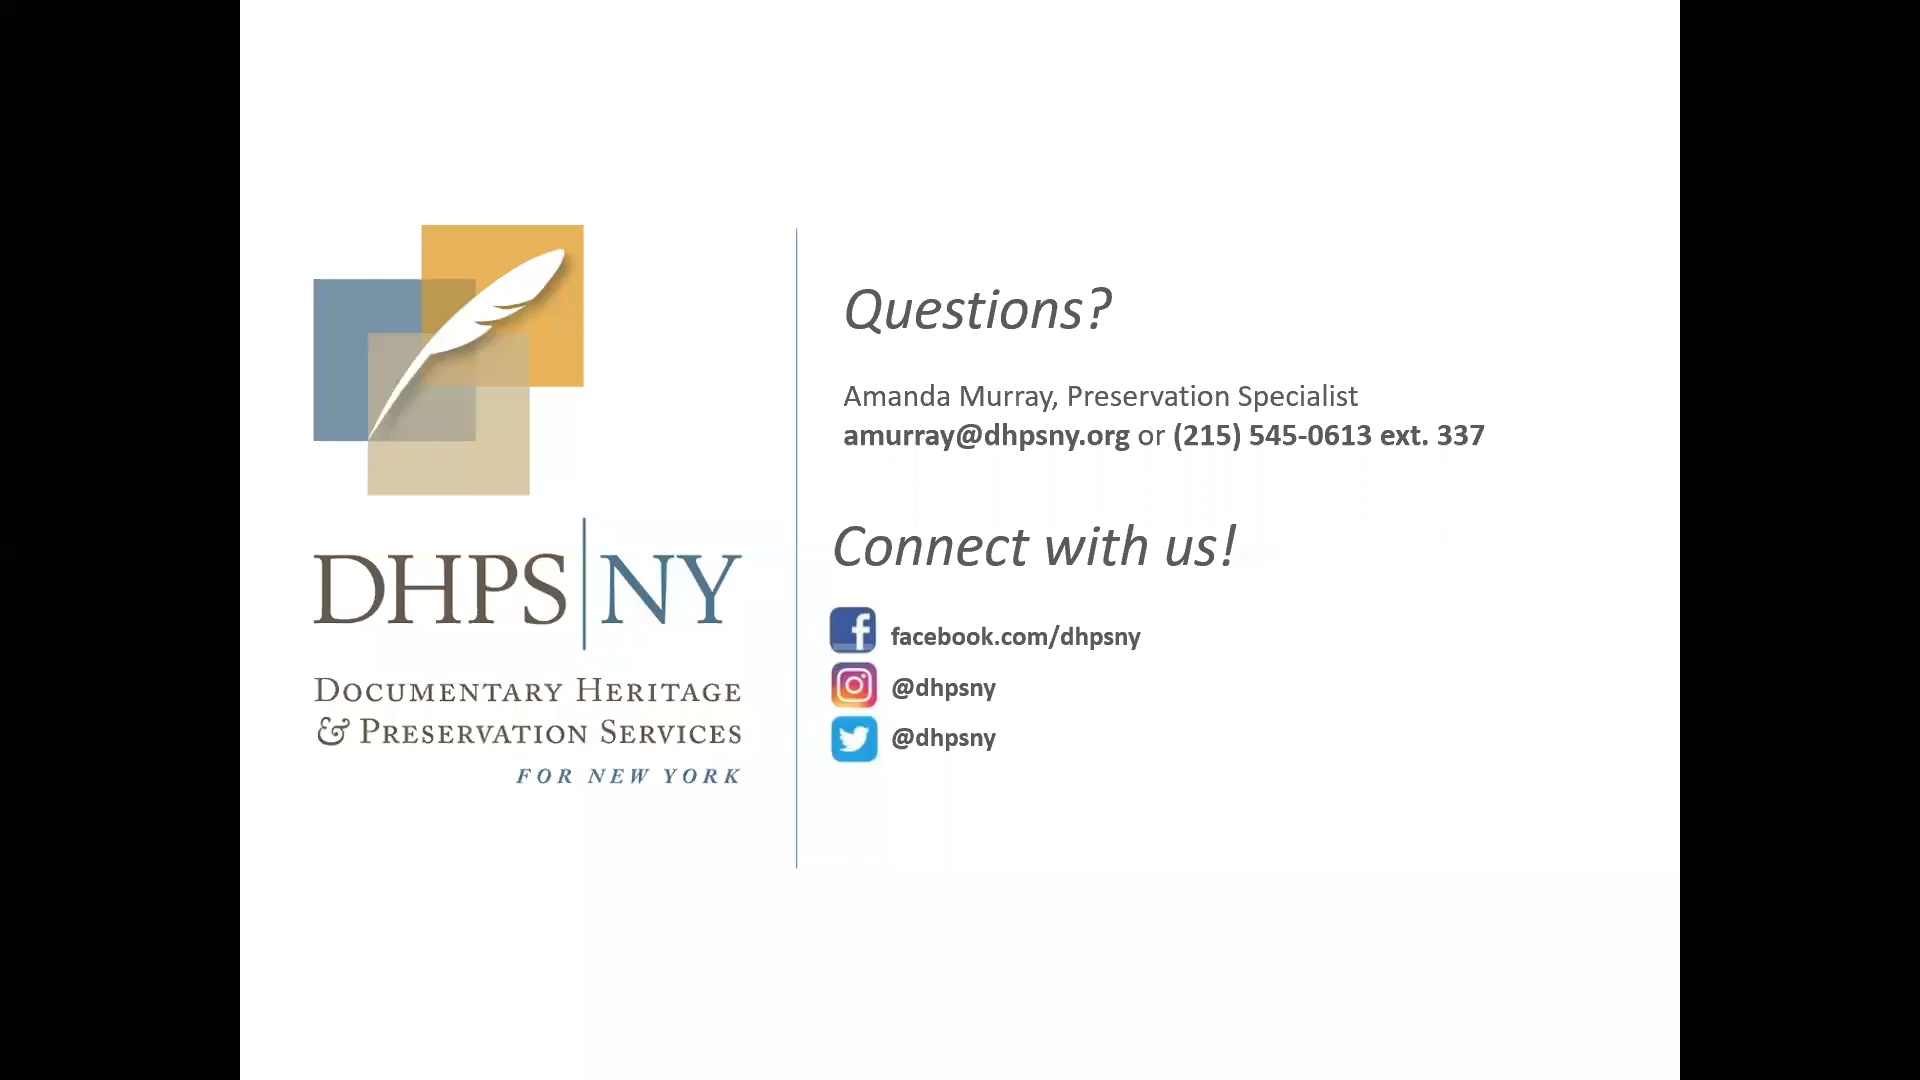 DHPS|NY
DOCUMENTARY HERITAGE
& PRESERVATION SERVICES
FOR NEW YORK
Questions?
Amanda Murray, Preservation Specialist
amurray@dhpsny.org or (215) 545-0613 ext. 337
Connect with us!
facebook.com/dhpsny
@dhpsny
@dhpsny